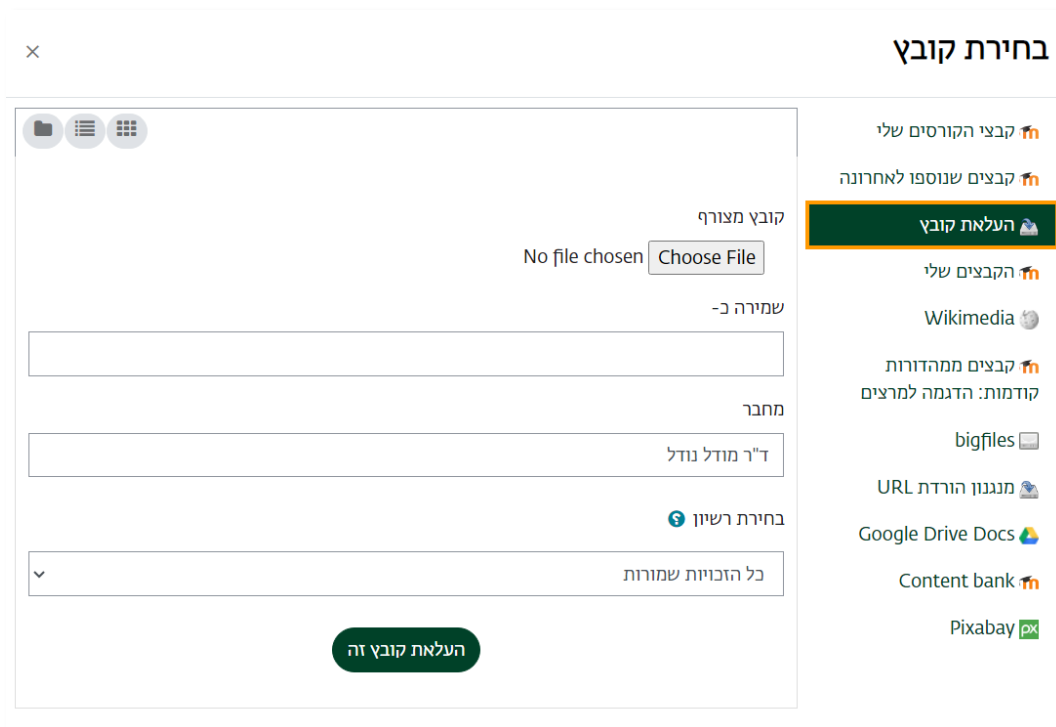 בחירת קובץ
×
קבצי הקורסים שלי
קבצים שנוספו לאחרונה
העלאת קובץ
הקבצים שלי
Wikimedia
קבצים ממהדורות
קודמות: הדגמה למרצים
bigfiles
מנגנון הורדת URL
Google Drive Docs
Content bank
Pixabay
קובץ מצורף
Choose File No file chosen
שמירה כ-
מחבר
ד"ר מודל נודל
בחירת רשיון
כל הזכויות שמורות
העלאת קובץ זה